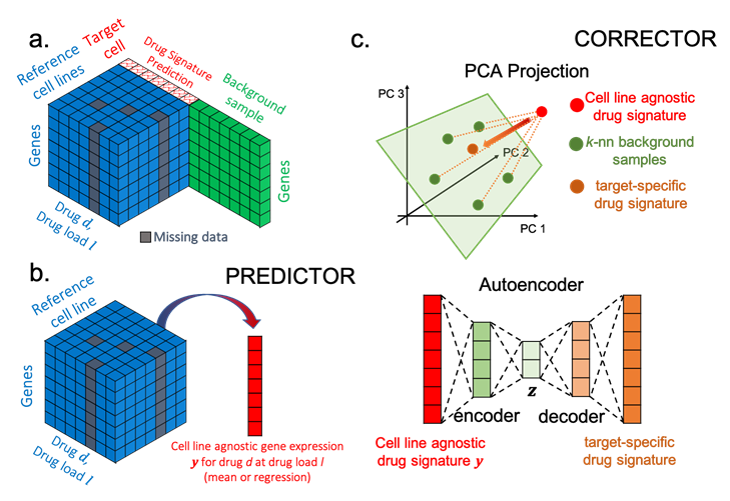 a.
Reference
cell lines
Target
cell
Drug Signature
Prediction
Background
sample
Genes
Genes
Drug d,
Drug load l
Missing data
b.
PREDICTOR
Reference
cell line
Genes
Drug d,
Drug load l
Cell line agnostic gene expression
y for drug d at drug load l
(mean or regression)
c.
CORRECTOR
PCA Projection
PC 3
PC 2
PC 1
Cell line agnostic
drug signature
k-nn background
samples
target-specific
drug signature
Autoencoder
z
encoder
decoder
Cell line agnostic
drug signature y
target-specific
drug signature